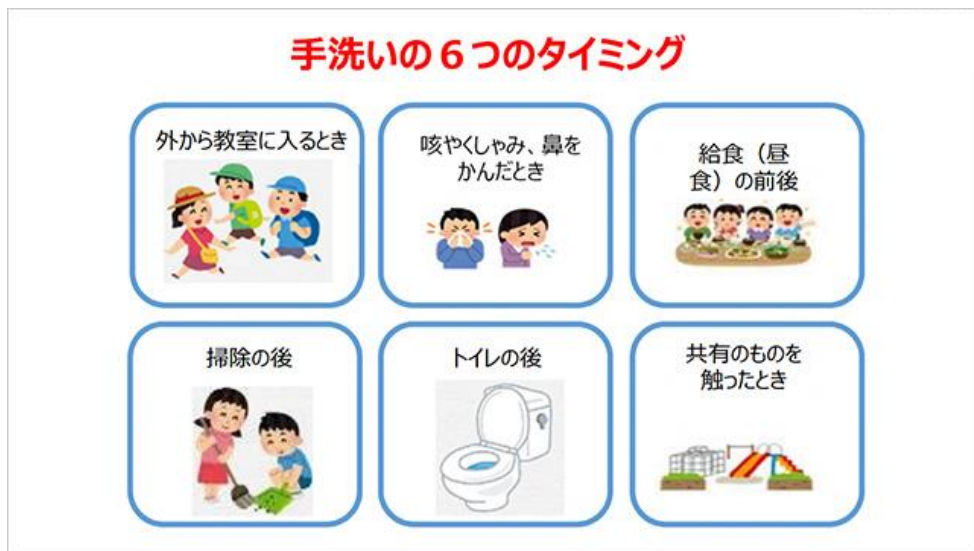 手洗いの６つのタイミング
外から教室に入るとき
咳やくしゃみ、鼻を
かんだとき
給食（昼
食）の前後
掃除の後
トイレの後
共有のものを
触ったとき